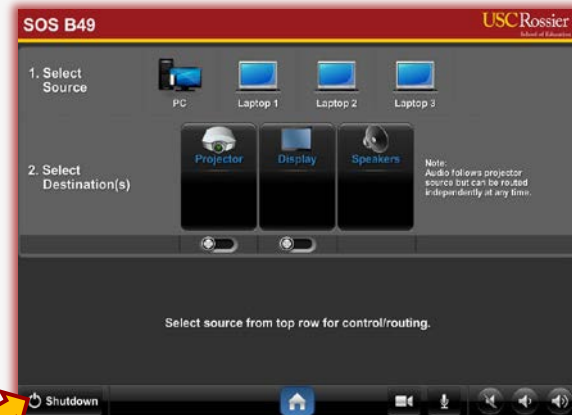 SOS B49
USC Rossier
School of Education
1. Select
Source
PC
Laptop 1
Laptop 2
Laptop 3
2. Select
Destination(s)
Projector
Display
Speakers
Note:
Audio follows projector
source but can be routed
independently at any time.
Select source from top row for control/routing.
Shutdown